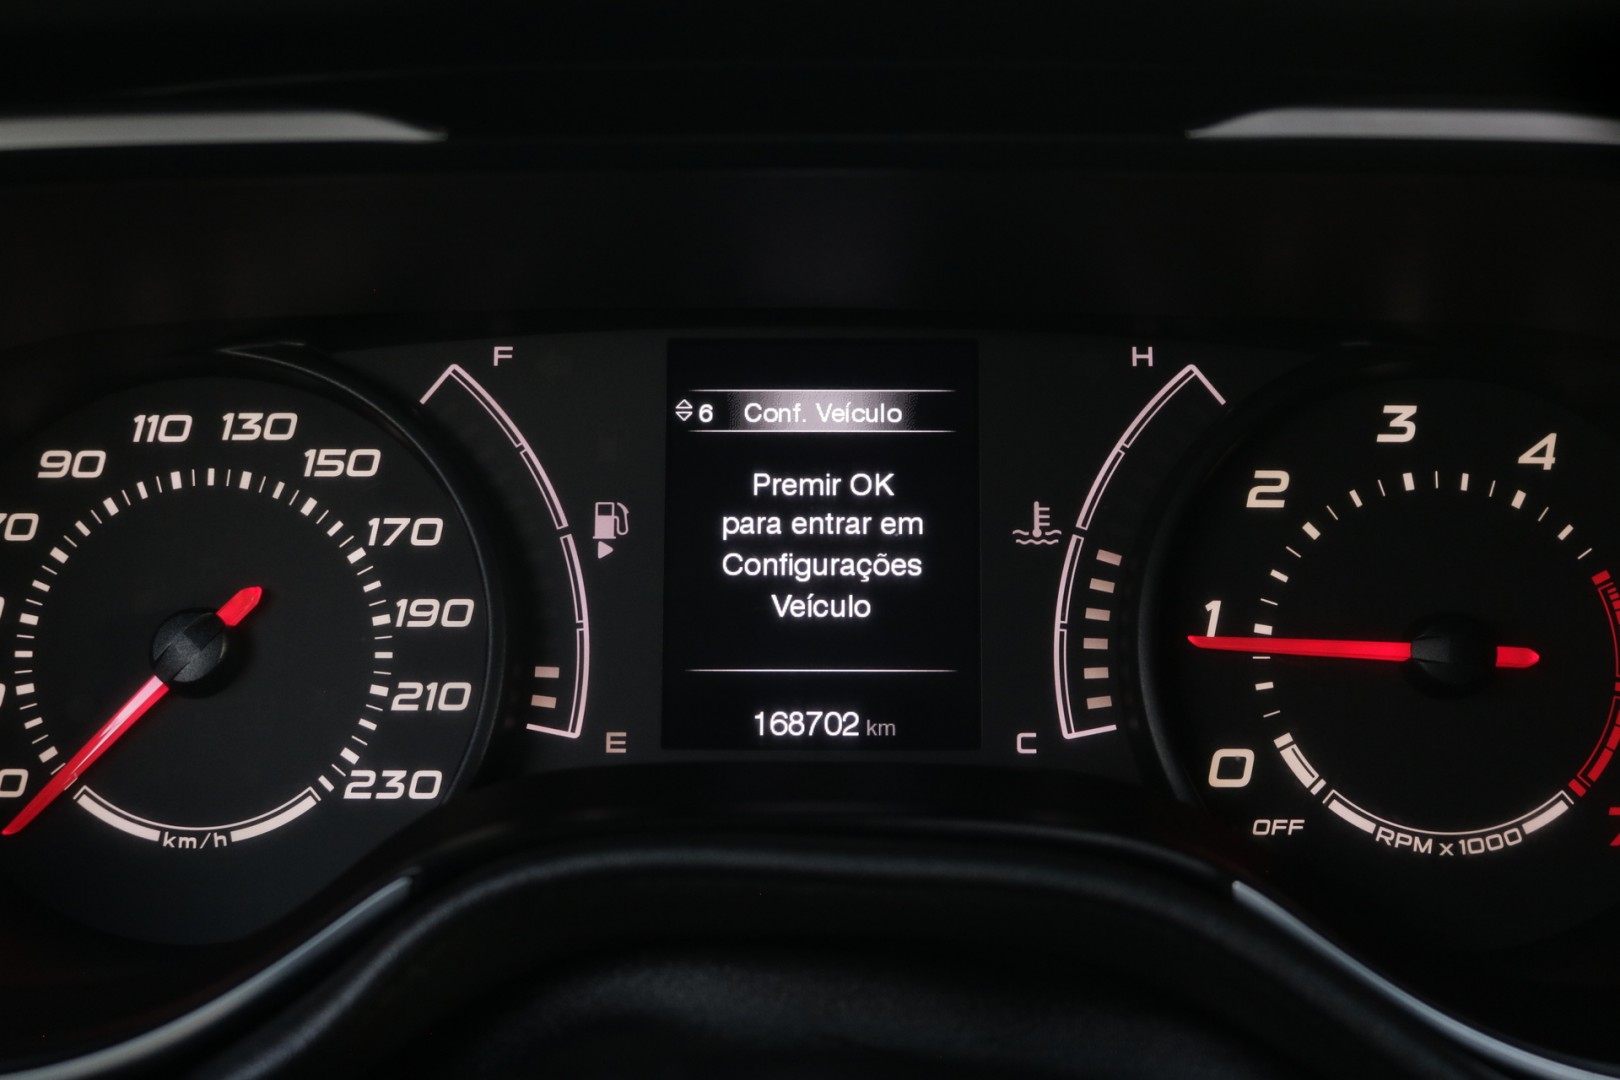 F
H
110 130
90
150
170
190
210
230
km/h
6 Conf. Veículo
Premir OK
para entrar em
Configurações
Veículo
168702 km
E
C
0
1
2
3
4
OFF
RPM x 1000